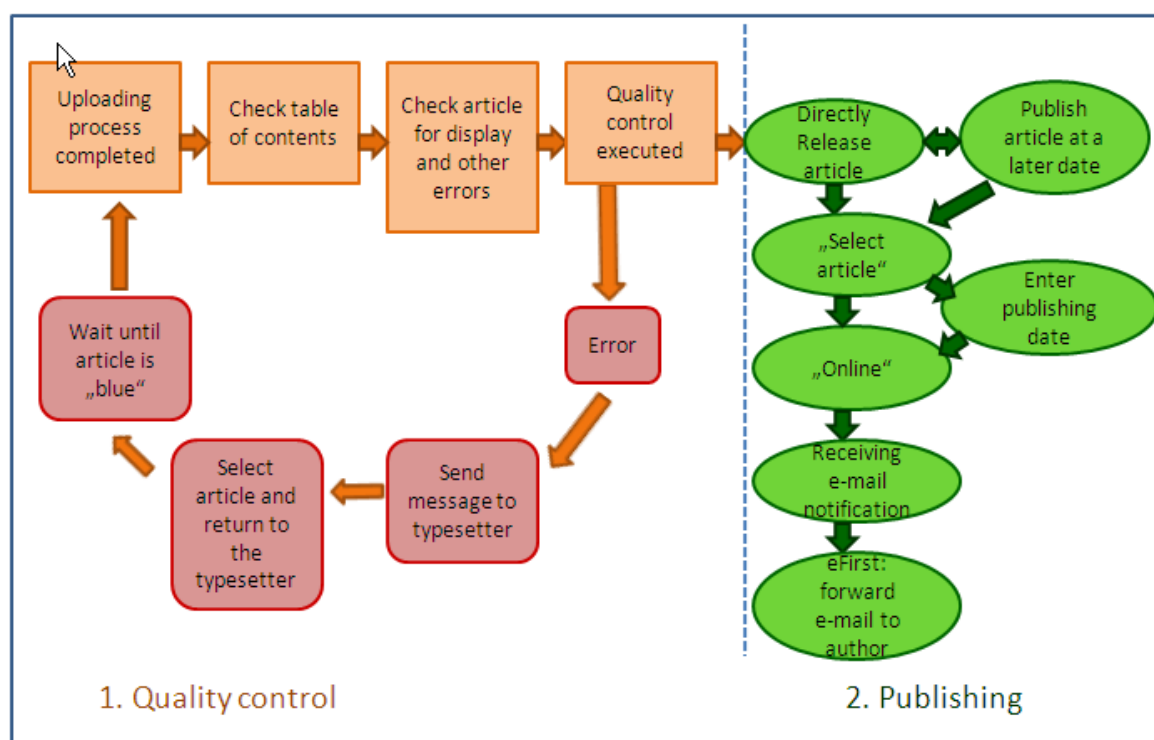 Uploading
process
completed
Check table
of contents
Check article
for display
and other
errors
Quality
control
executed
Error
Send
message to
typesetter
Select
article and
return to
the
typesetter
Wait until
article is
„blue“
1. Quality control
Directly
Release
article
Publish
article at a
later date
„Select
article“
Enter
publishing
date
„Online“
Receiving
e-mail
notification
eFirst:
forward
e-mail to
author
2. Publishing